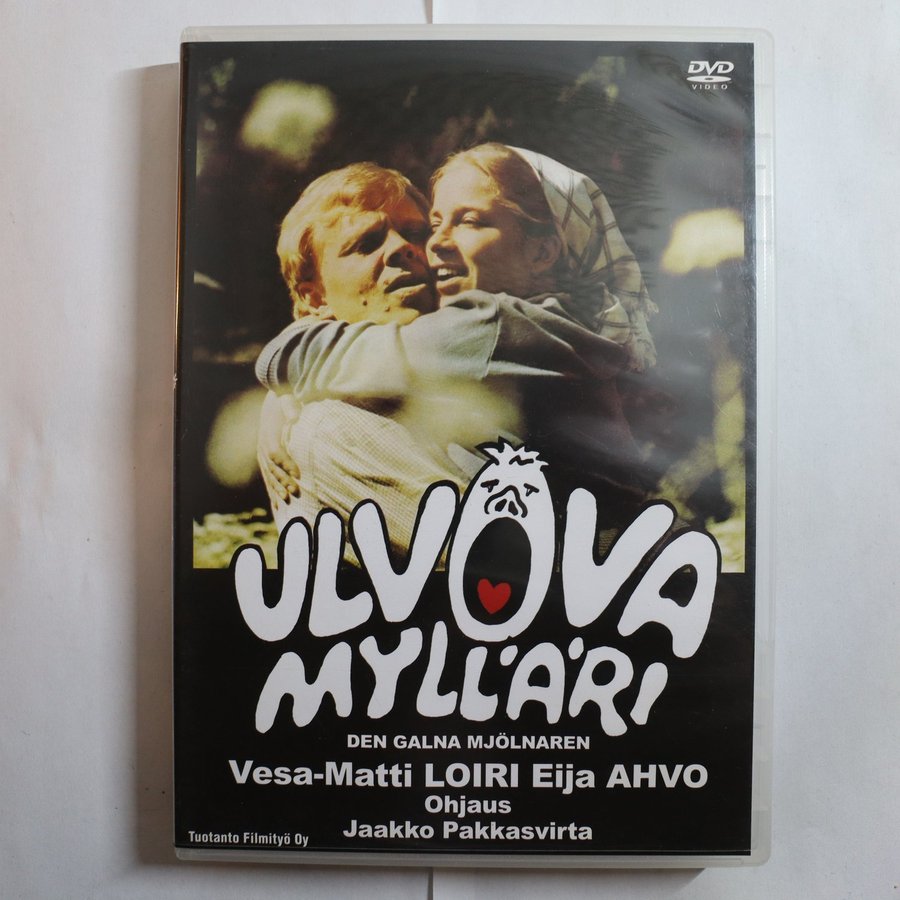 DVD
VIDEO
ULVOVA
MYLLÄRI
DEN GALNA MJÖLNAREN
Vesa-Matti LOIRI Eija AHVO
Ohjaus
Jaakko Pakkasvirta
Tuotanto Filmityö Oy